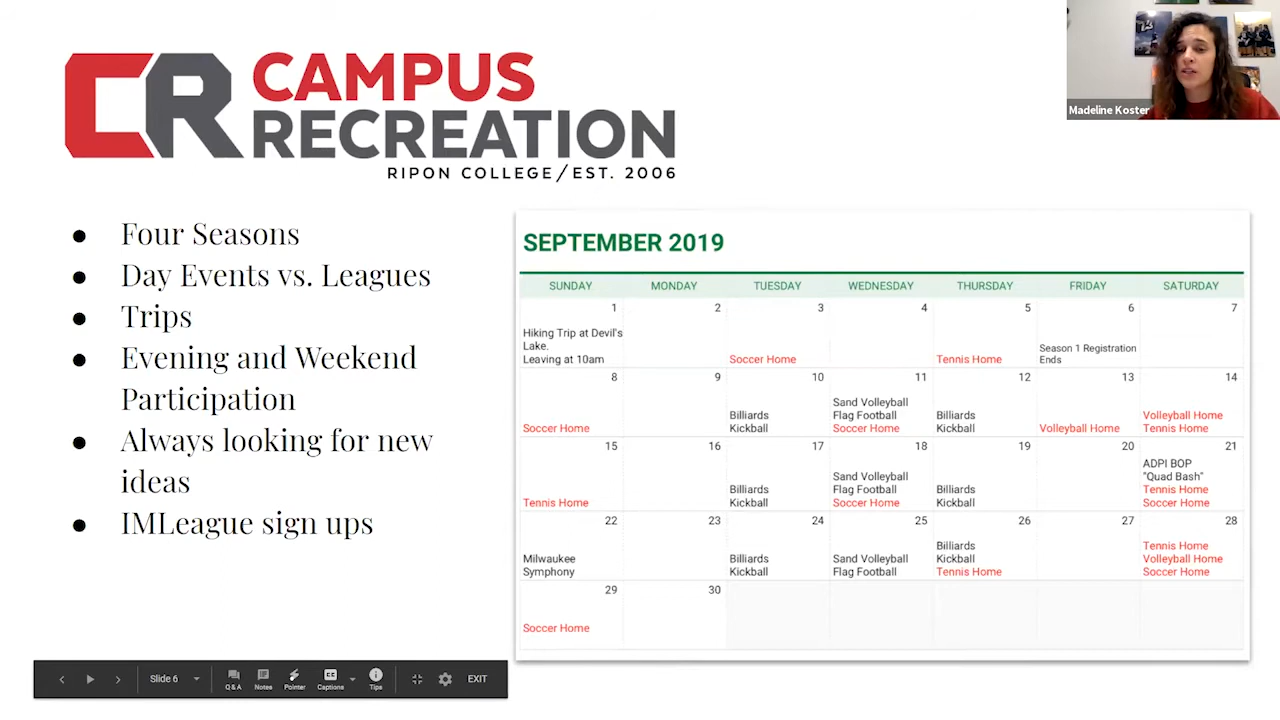 Madeline Koster
CR CAMPUS
RECREATION
RIPON COLLEGE/EST. 2006
● Four Seasons
● Day Events vs. Leagues
● Trips
● Evening and Weekend
Participation
● Always looking for new
ideas
● IMLeague sign ups
SEPTEMBER 2019
SUNDAY MONDAY TUESDAY WEDNESDAY THURSDAY FRIDAY SATURDAY
1 2 3 4 5 6 7
Hiking Trip at Devil's
Lake. Season 1 Registration
Leaving at 10am Soccer Home Tennis Home Ends
8 9 10 11 12 13 14
Sand Volleyball
Billiards Flag Football Billiards Volleyball Home
Soccer Home Kickball Soccer Home Kickball Volleyball Home Tennis Home
15 16 17 18 19 20 21
ADPI BOP
Sand Volleyball "Quad Bash"
Billiards Flag Football Billiards Tennis Home
Tennis Home Kickball Soccer Home Kickball Soccer Home
22 23 24 25 26 27 28
Billiards Tennis Home
Milwaukee Billiards Sand Volleyball Kickball Volleyball Home
Symphony Kickball Flag Football Tennis Home Soccer Home
29 30
Soccer Home
Slide 6 Q & A Notes Pointer Captions Tips EXIT